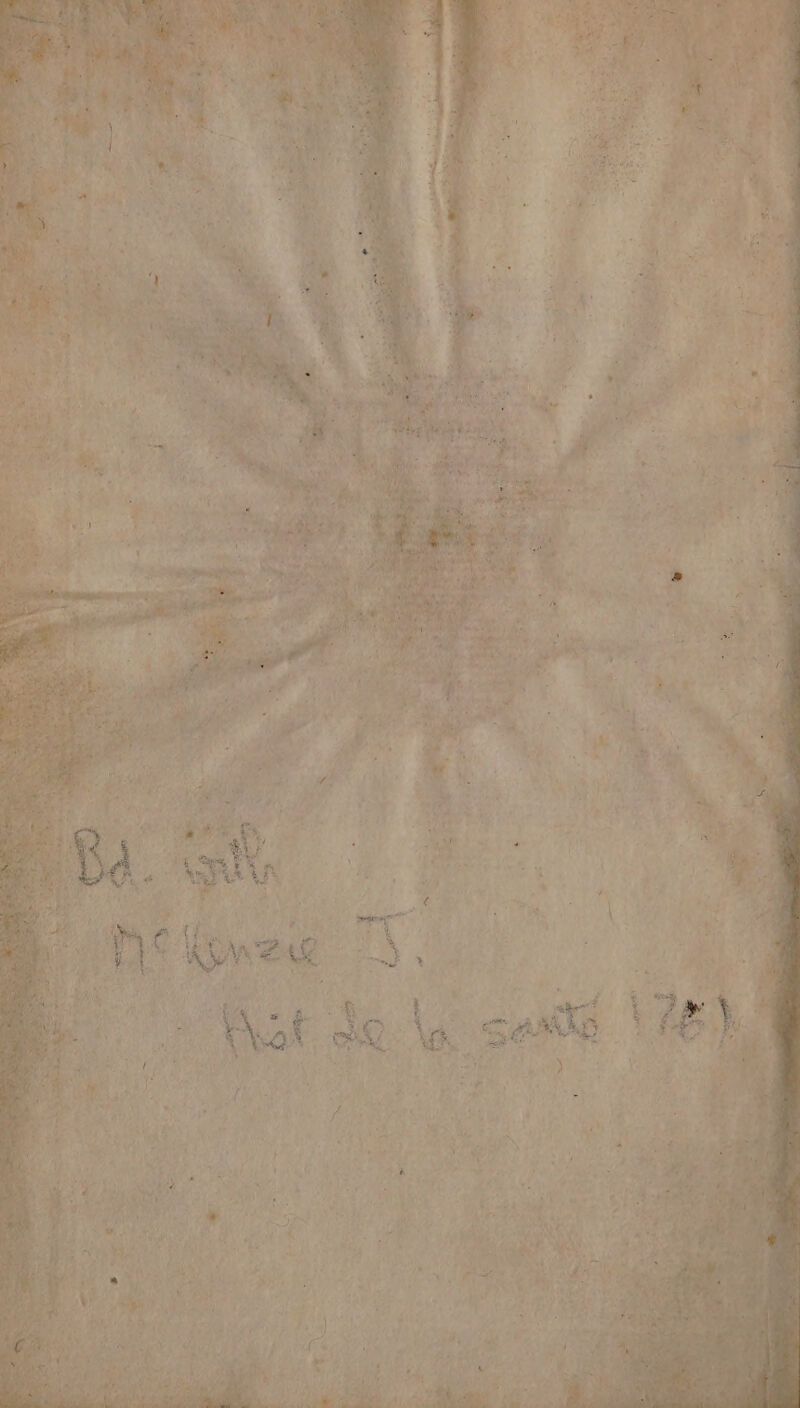 Bd. with
McKenzie J.
Hist de la santé 1761